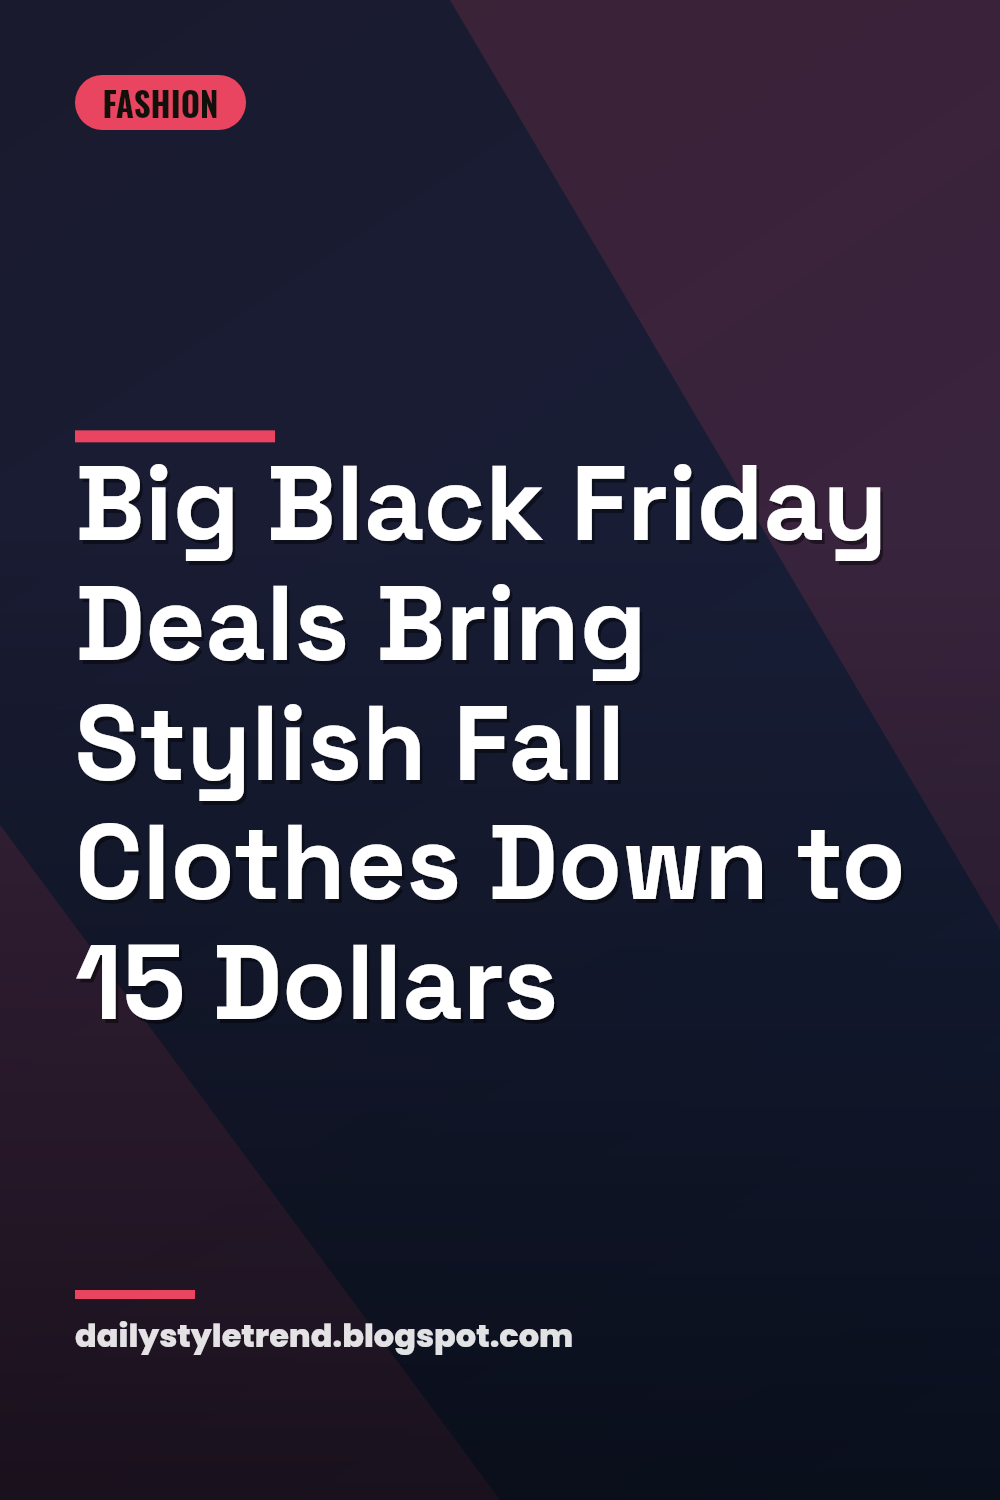 FASHION
Big Black Friday
Deals Bring
Stylish Fall
Clothes Down to
15 Dollars
dailystyletrend.blogspot.com